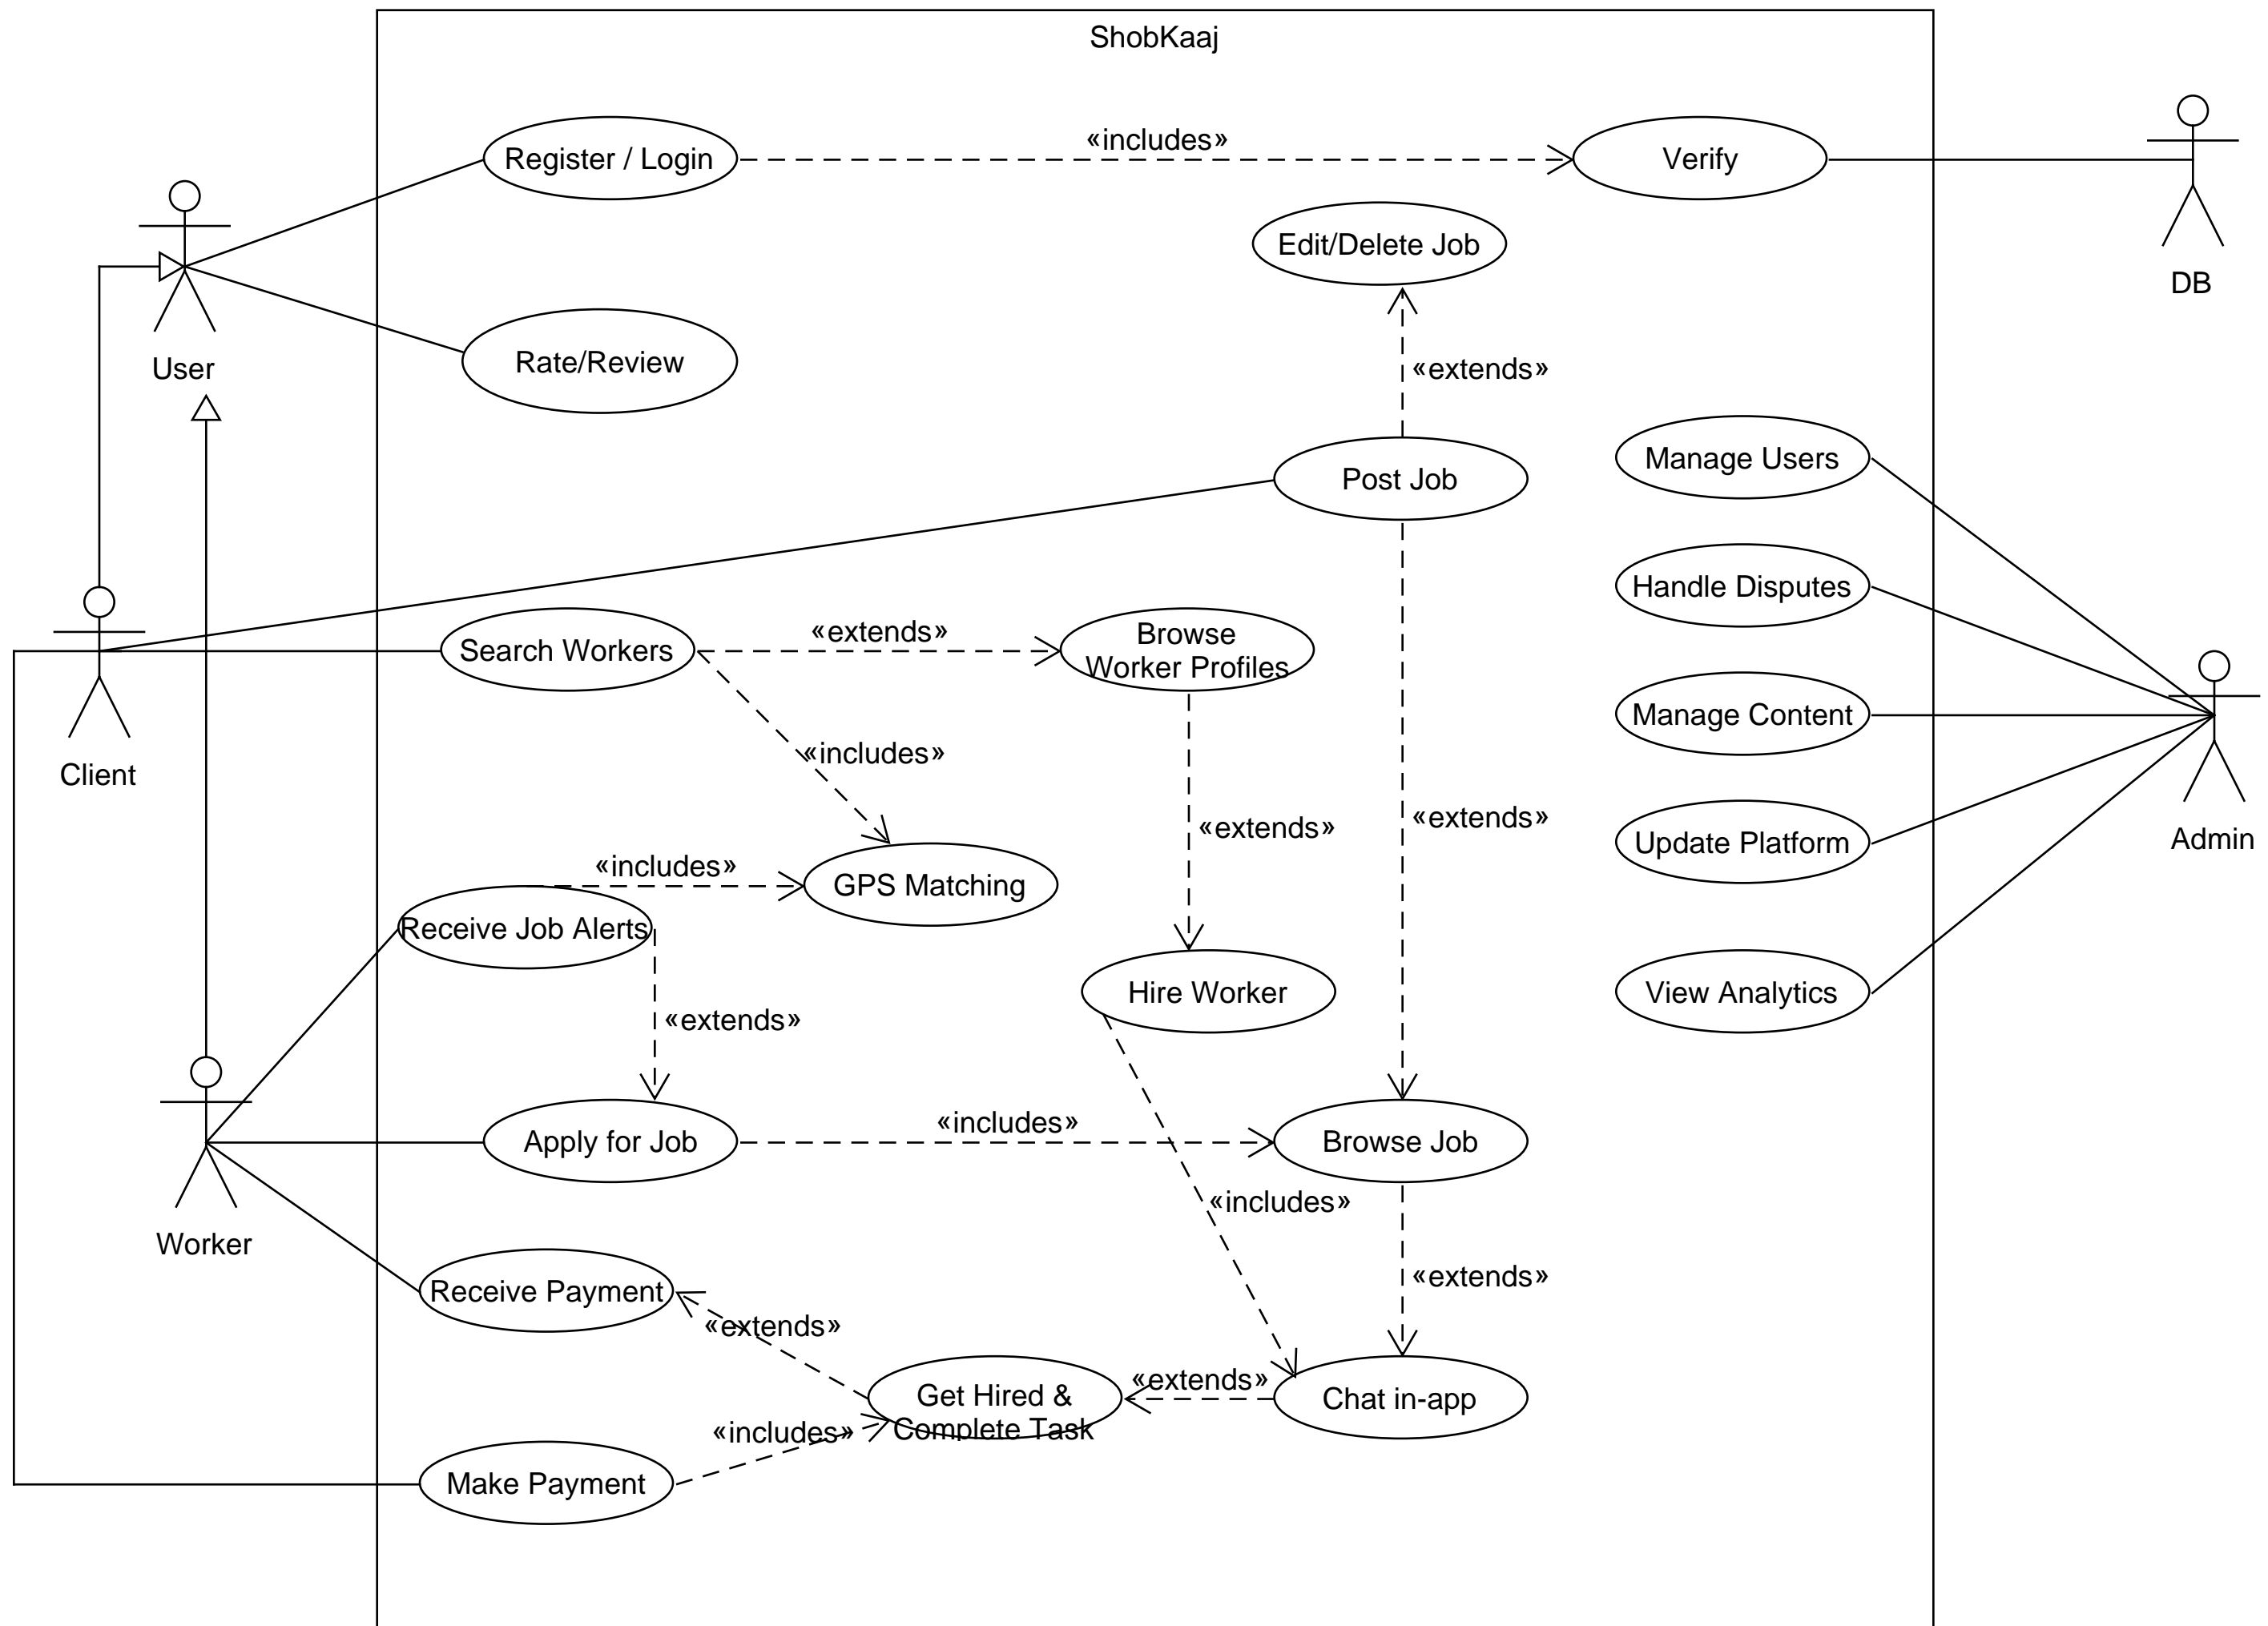 ShobKaaj
«includes»
Register / Login
Verify
Edit/Delete Job
DB
User
Rate/Review
«extends»
Manage Users
Post Job
Handle Disputes
Search Workers
«extends»
Browse
Worker Profiles
Manage Content
«includes»
Client
«extends»
«extends»
Update Platform
Admin
«includes»
GPS Matching
Receive Job Alerts
Hire Worker
View Analytics
«extends»
Apply for Job
«includes»
Browse Job
«includes»
Worker
Receive Payment
«extends»
«extends»
«extends»
Get Hired &
Complete Task
Chat in-app
«includes»
Make Payment